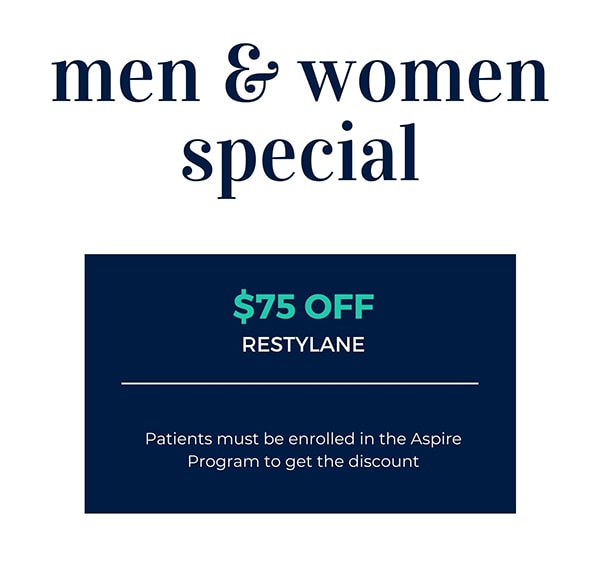 men & women
special
$75 OFF
RESTYLANE
Patients must be enrolled in the Aspire
Program to get the discount